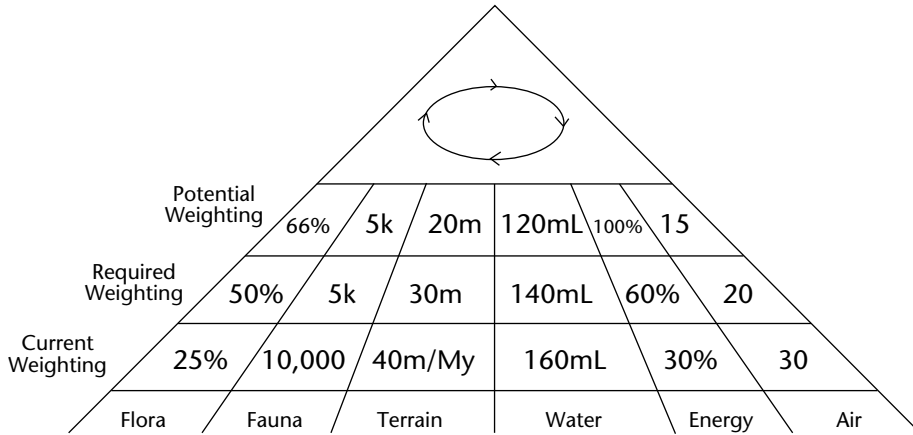 Potential
Weighting
66% 5k 20m 120mL 100% 15
Required
Weighting
50% 5k 30m 140mL 60% 20
Current
Weighting
25% 10,000 40m/My 160mL 30% 30
Flora Fauna Terrain Water Energy Air